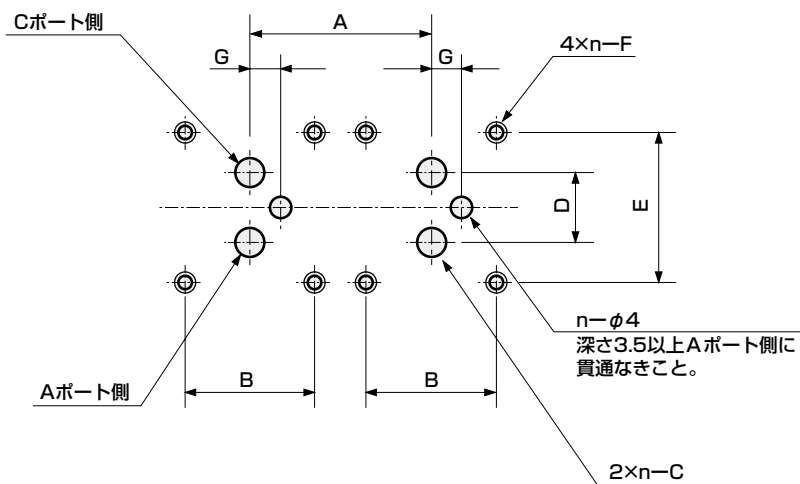 Cポート側
A
G
G
4×n－F
D
E
n－φ4
深さ3.5以上Aポート側に
貫通なきこと。
B
B
Aポート側
2×n－C